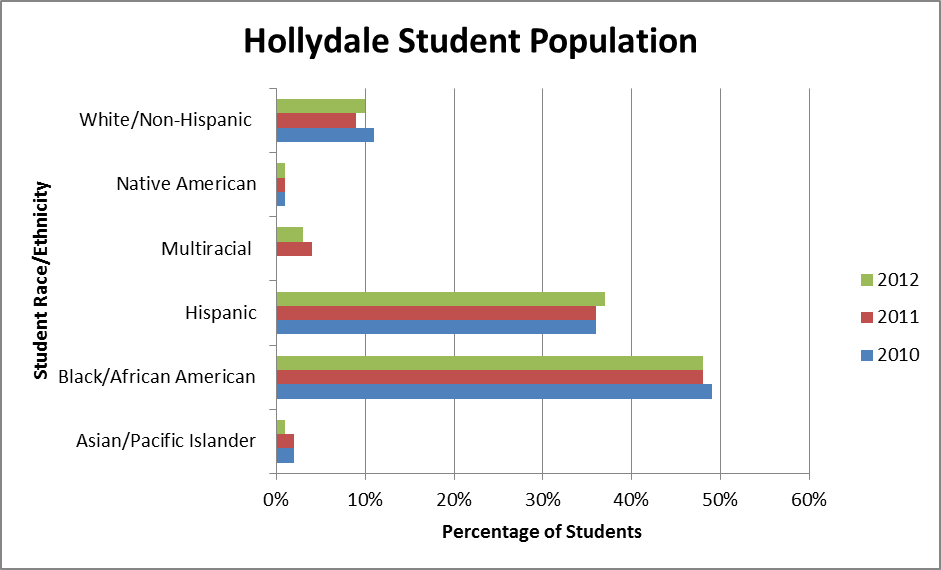 Hollydale Student Population
Student Race/Ethnicity
White/Non-Hispanic
Native American
Multiracial
Hispanic
Black/African American
Asian/Pacific Islander
0% 10% 20% 30% 40% 50% 60%
Percentage of Students
2012
2011
2010